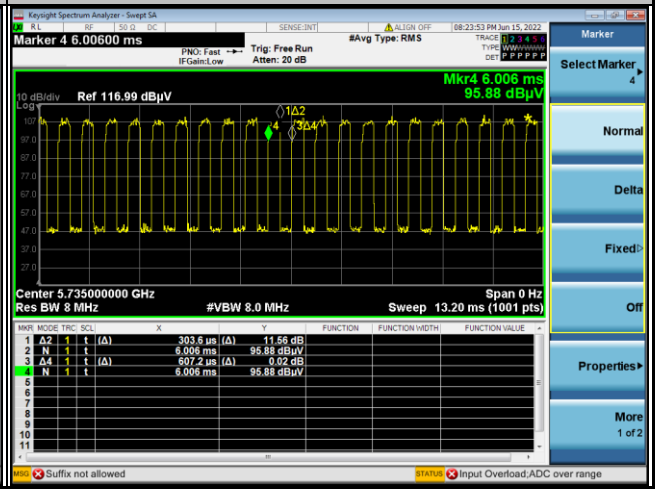 Keysight Spectrum Analyzer - Swept SA
RL RF 50 Ω DC SENSE:INT ALIGN OFF 08:23:53 PM Jun 15, 2022
Marker 4 6.00600 ms #Avg Type: RMS TRACE 1 2 3 4 5 6
PNO: Fast Trig: Free Run TYPE WWWWWW
IFGain:Low Atten: 20 dB DET P P P P P P
Mkr4 6.006 ms
10 dB/div Ref 116.99 dBµV 95.88 dBµV
Log
107
97.0
87.0
77.0
67.0
57.0
47.0
37.0
27.0
1Δ2
4 3Δ4
Center 5.735000000 GHz Span 0 Hz
Res BW 8 MHz #VBW 8.0 MHz Sweep 13.20 ms (1001 pts)
MKR MODE TRC SCL X Y FUNCTION FUNCTION WIDTH FUNCTION VALUE
1 Δ2 1 t (Δ) 303.6 µs (Δ) 11.56 dB
2 N 1 t 6.006 ms 95.88 dBµV
3 Δ4 1 t (Δ) 607.2 µs (Δ) 0.02 dB
4 N 1 t 6.006 ms 95.88 dBµV
5
6
7
8
9
10
11
MSG Suffix not allowed STATUS Input Overload;ADC over range
Marker
Select Marker
4
Normal
Delta
Fixed
Off
Properties
More
1 of 2